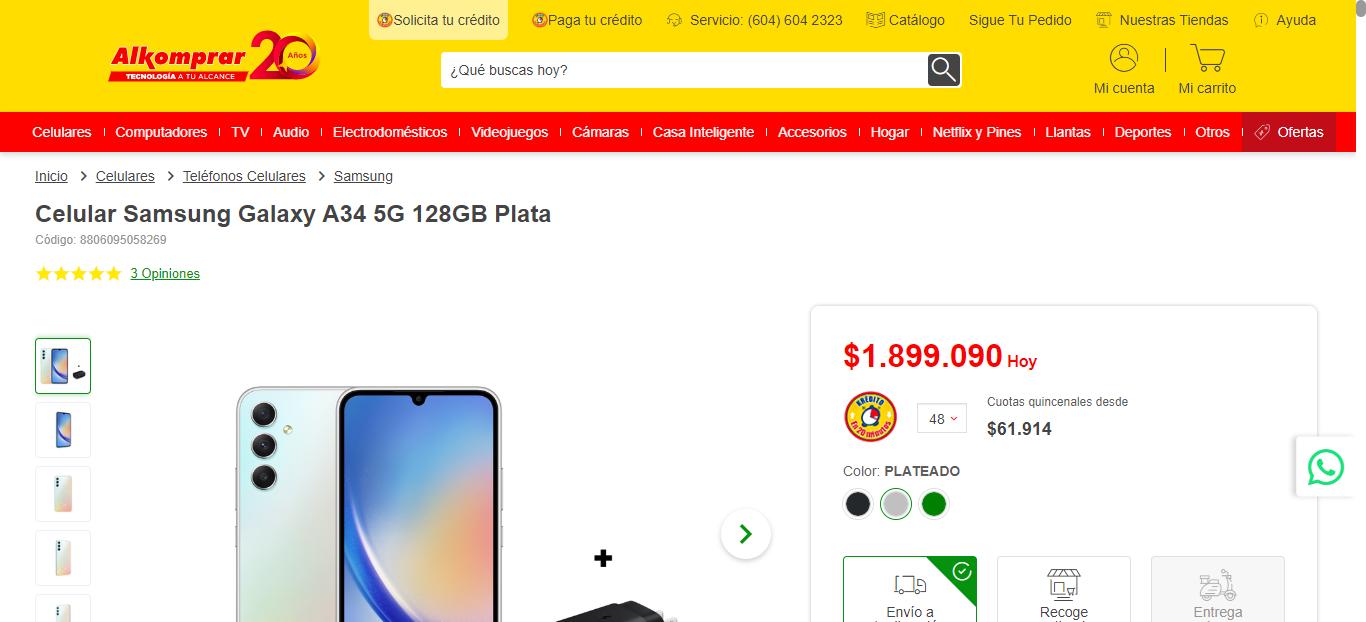 Solicita tu crédito
Paga tu crédito
Servicio: (604) 604 2323
Catálogo
Sigue Tu Pedido
Nuestras Tiendas
Ayuda
Alkomprar
TECNOLOGÍA A TU ALCANCE
20 Años
¿Qué buscas hoy?
Mi cuenta
Mi carrito
Celulares
Computadores
TV
Audio
Electrodomésticos
Videojuegos
Cámaras
Casa Inteligente
Accesorios
Hogar
Netflix y Pines
Llantas
Deportes
Otros
Ofertas
Inicio > Celulares > Teléfonos Celulares > Samsung
Celular Samsung Galaxy A34 5G 128GB Plata
Código: 8806095058269
3 Opiniones
$1.899.090 Hoy
KREDITO
En 20 minutos
48
Cuotas quincenales desde
$61.914
Color: PLATEADO
Envío a
Recoge
Entrega